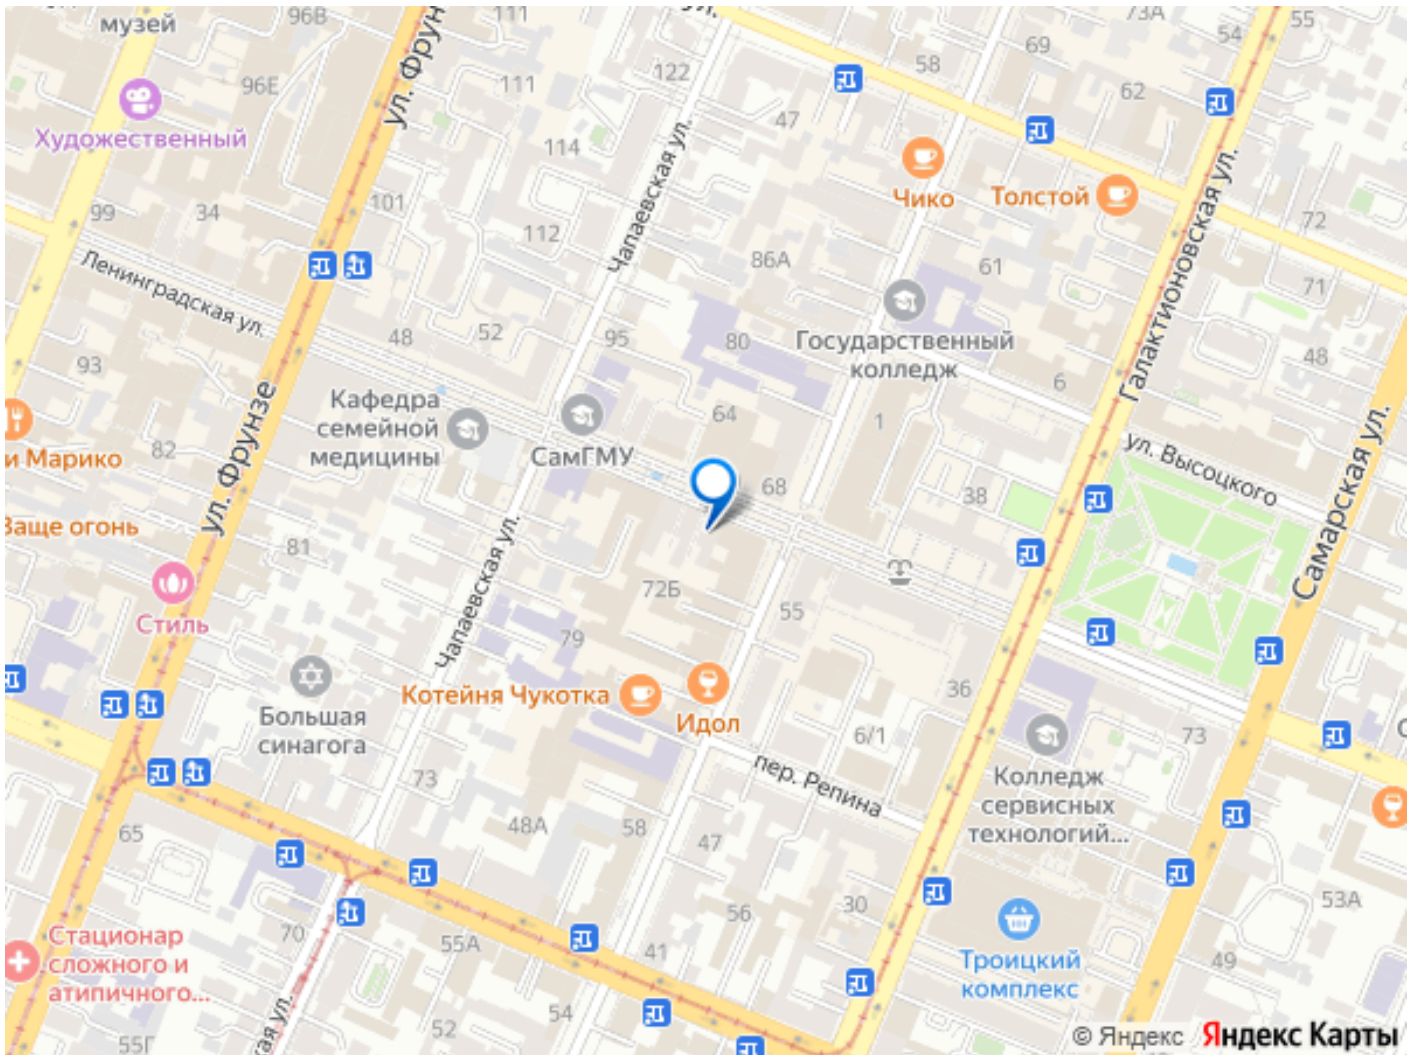 музей
96В
111
ул. Фрунзе
73А
55
54
69
58
122
62
96Е
111
47
Художественный
114
Чапаевская ул.
Чико
Толстой
Галактионовская ул.
99
34
101
112
72
86А
61
71
Ленинградская ул.
48
52
95
80
Государственный
колледж
48
93
6
Кафедра
семейной
медицины
64
1
СамГМУ
ул. Высоцкого
Самарская ул.
и Марико
82
68
38
ул. Фрунзе
Ваще огонь
81
Чапаевская ул.
72Б
55
Стиль
79
Большая
синагога
Котейня Чукотка
Идол
36
6/1
73
73
пер. Репина
Колледж
сервисных
технологий...
65
48А
58
47
53А
56
30
70
55А
41
Стационар
сложного и
атипичного...
Троицкий
комплекс
49
54
52
55Г
ая ул.
© Яндекс Яндекс Карты